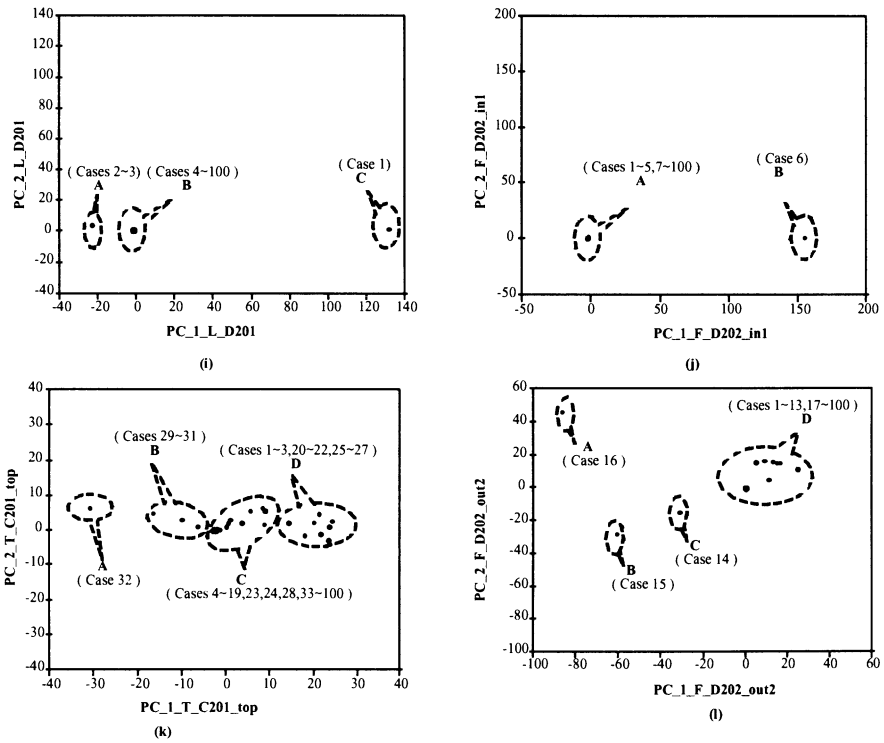 140
120
100
80
60
40
20
0
-20
-40
PC_2_L_D201
( Cases 2~3)
A
( Cases 4~100)
B
( Case 1)
C
-40 -20 0 20 40 60 80 100 120 140
PC_1_L_D201
(i)
200
150
100
50
0
-50
PC_2_F_D202_in1
( Cases 1~5,7~100)
A
( Case 6)
B
-50 0 50 100 150 200
PC_1_F_D202_in1
(j)
40
30
20
10
0
-10
-20
-30
-40
PC_2_T_C201_top
( Cases 29~31)
B
( Cases 1~3,20~22,25~27)
D
A
( Case 32)
C
( Cases 4~19,23,24,28,33~100 )
-40 -30 -20 -10 0 10 20 30 40
PC_1_T_C201_top
(k)
60
40
20
0
-20
-40
-60
-80
-100
PC_2_F_D202_out2
( Cases 1~13,17~100 )
D
A
( Case 16)
C
( Case 14)
B
( Case 15)
-100 -80 -60 -40 -20 0 20 40 60
PC_1_F_D202_out2
(l)